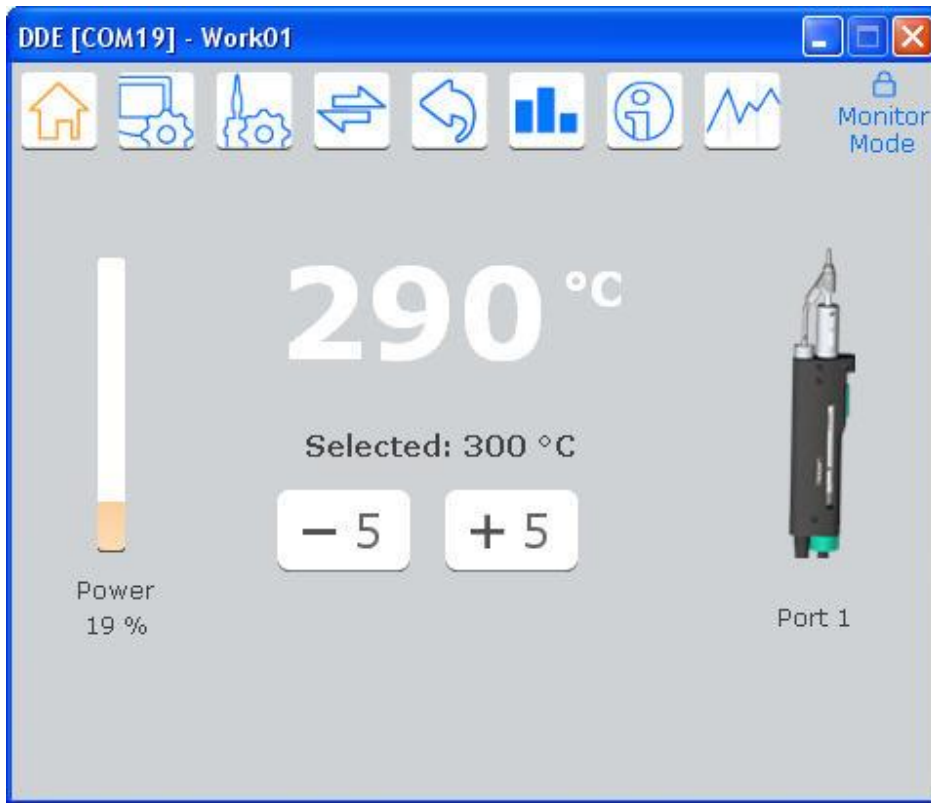 DDE [COM19] - Work01
Monitor
Mode
290 °C
Selected: 300 °C
− 5
+ 5
Power
19 %
Port 1